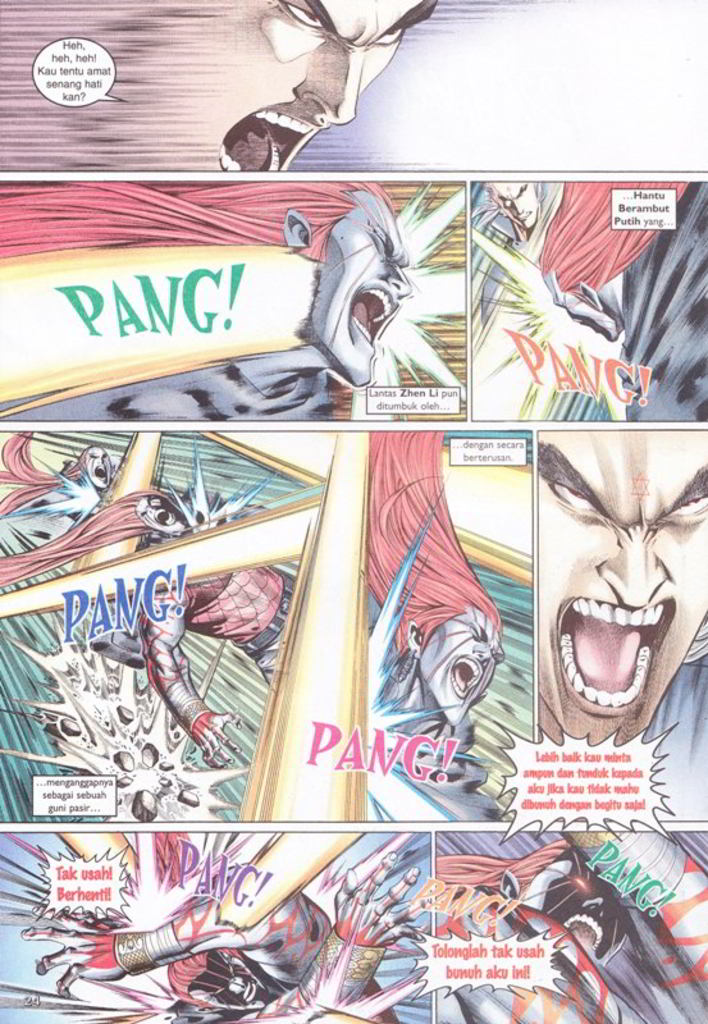 Heh,
heh, heh!
Kau tentu amat
senang hati
kan?
PANG!
Lantas Zhen Li pun
ditumbuk oleh...
...Hantu
Berambut
Putih yang...
PANG!
...dengan secara
berterusan.
PANG!
PANG!
...menganggapnya
sebagai sebuah
guni pasir...
Lebih baik kau minta
ampun dan tunduk kepada
aku jika kau tidak mahu
dibunuh dengan begitu saja!
Tak usah!
Berhenti!
PANG!
PANG!
PANG!
Tolonglah tak usah
bunuh aku ini!
24